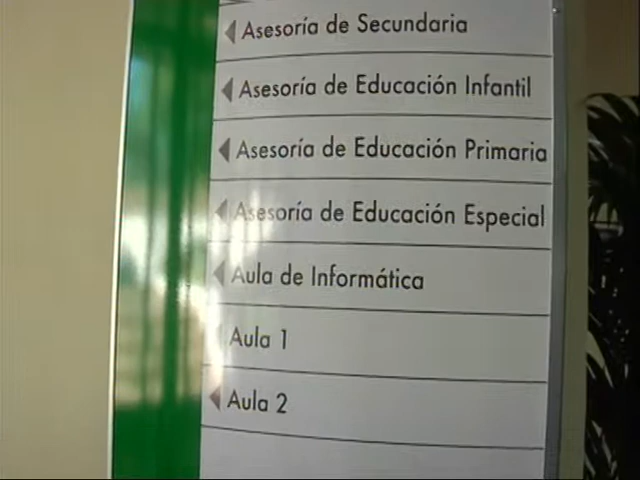 Asesoría de Secundaria
Asesoría de Educación Infantil
Asesoría de Educación Primaria
Asesoría de Educación Especial
Aula de Informática
Aula 1
Aula 2